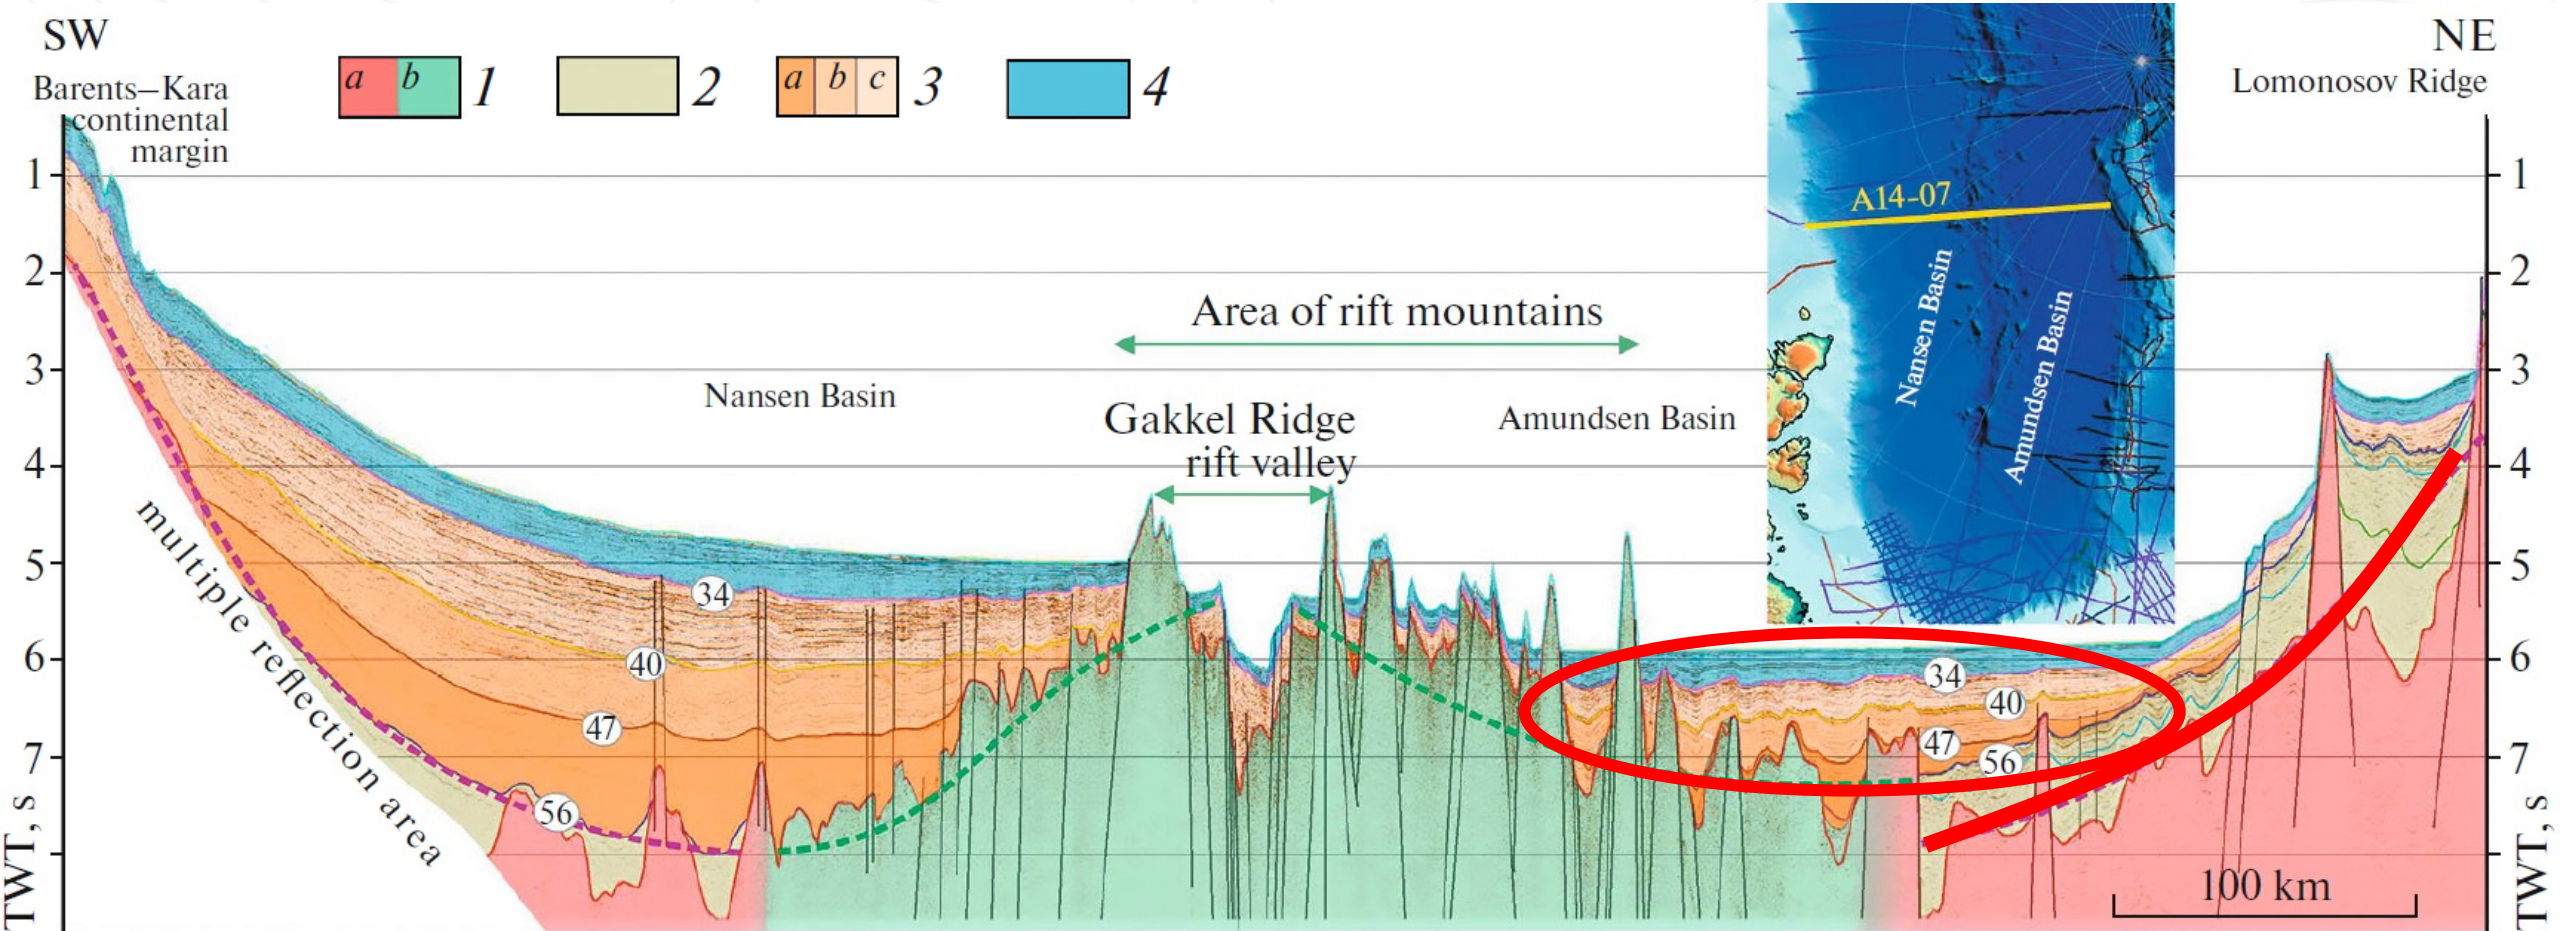 SW
NE
Barents–Kara
continental
margin
a b 1
2
a b c 3
4
Lomonosov Ridge
A14-07
Nansen Basin
Amundsen Basin
Area of rift mountains
Nansen Basin
Gakkel Ridge
rift valley
Amundsen Basin
multiple reflection area
1
2
3
4
5
6
7
TWT, s
34
40
47
56
34
40
47
56
1
2
3
4
5
6
7
TWT, s
100 km